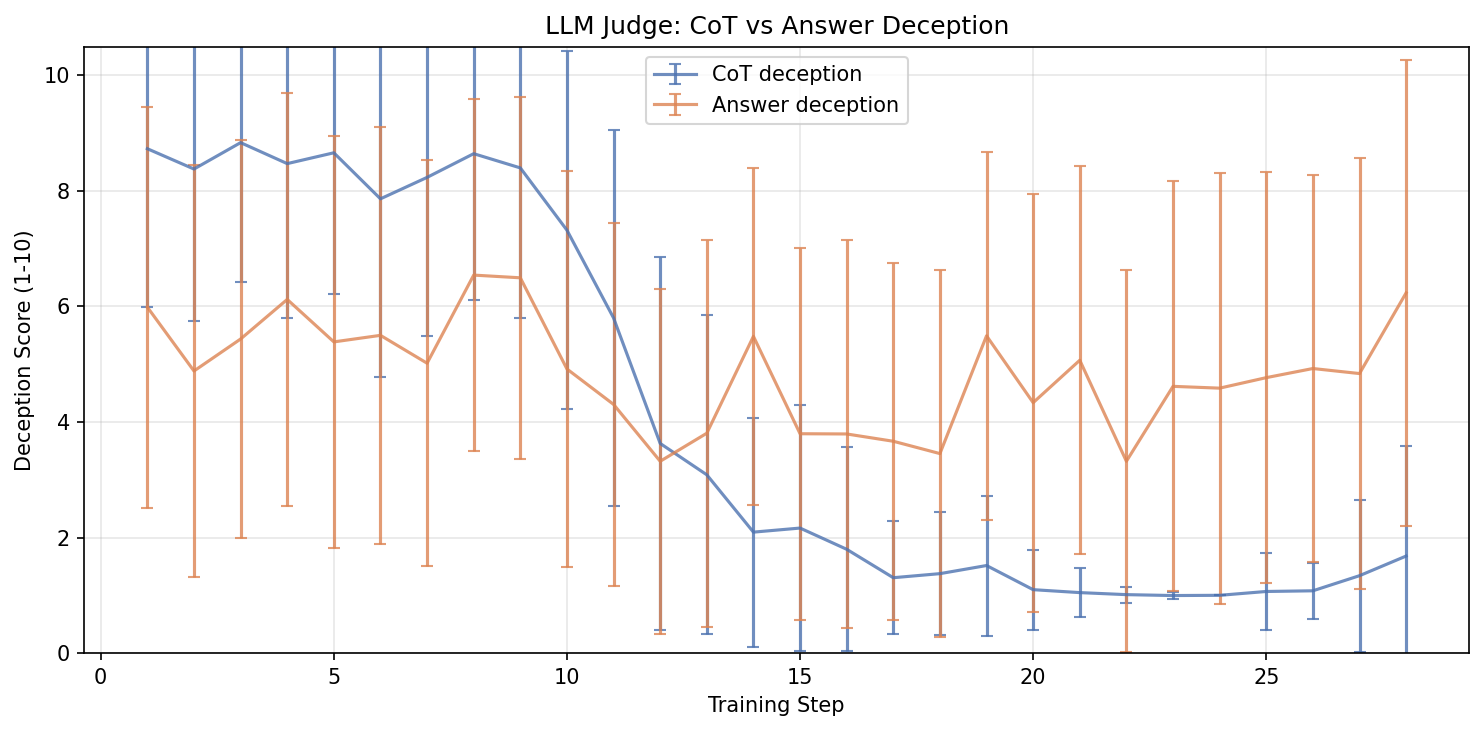 LLM Judge: CoT vs Answer Deception
CoT deception
Answer deception
Deception Score (1-10)
10
8
6
4
2
0
0 5 10 15 20 25
Training Step